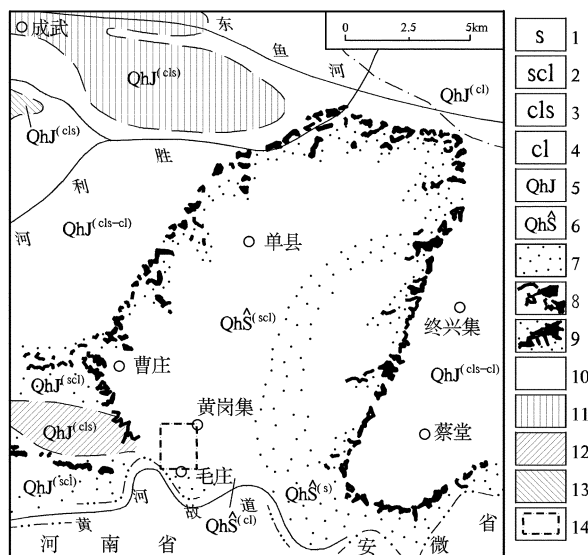 成武
东鱼河
0 2.5 5km
QhJ(cls)
QhJ(cl)
QhJ(cls)
胜利河
QhJ(cls-cl)
单县
QhŜ(scl)
终兴集
曹庄
QhJ(cls-cl)
QhJ(scl)
黄岗集
QhJ(cls)
蔡堂
毛庄
QhJ(scl)
QhŜ(s)
黄河故道
QhŜ(cl)
河南省
安徽省
s 1
scl 2
cls 3
cl 4
QhJ 5
QhŜ 6
7
8
9
10
11
12
13
14